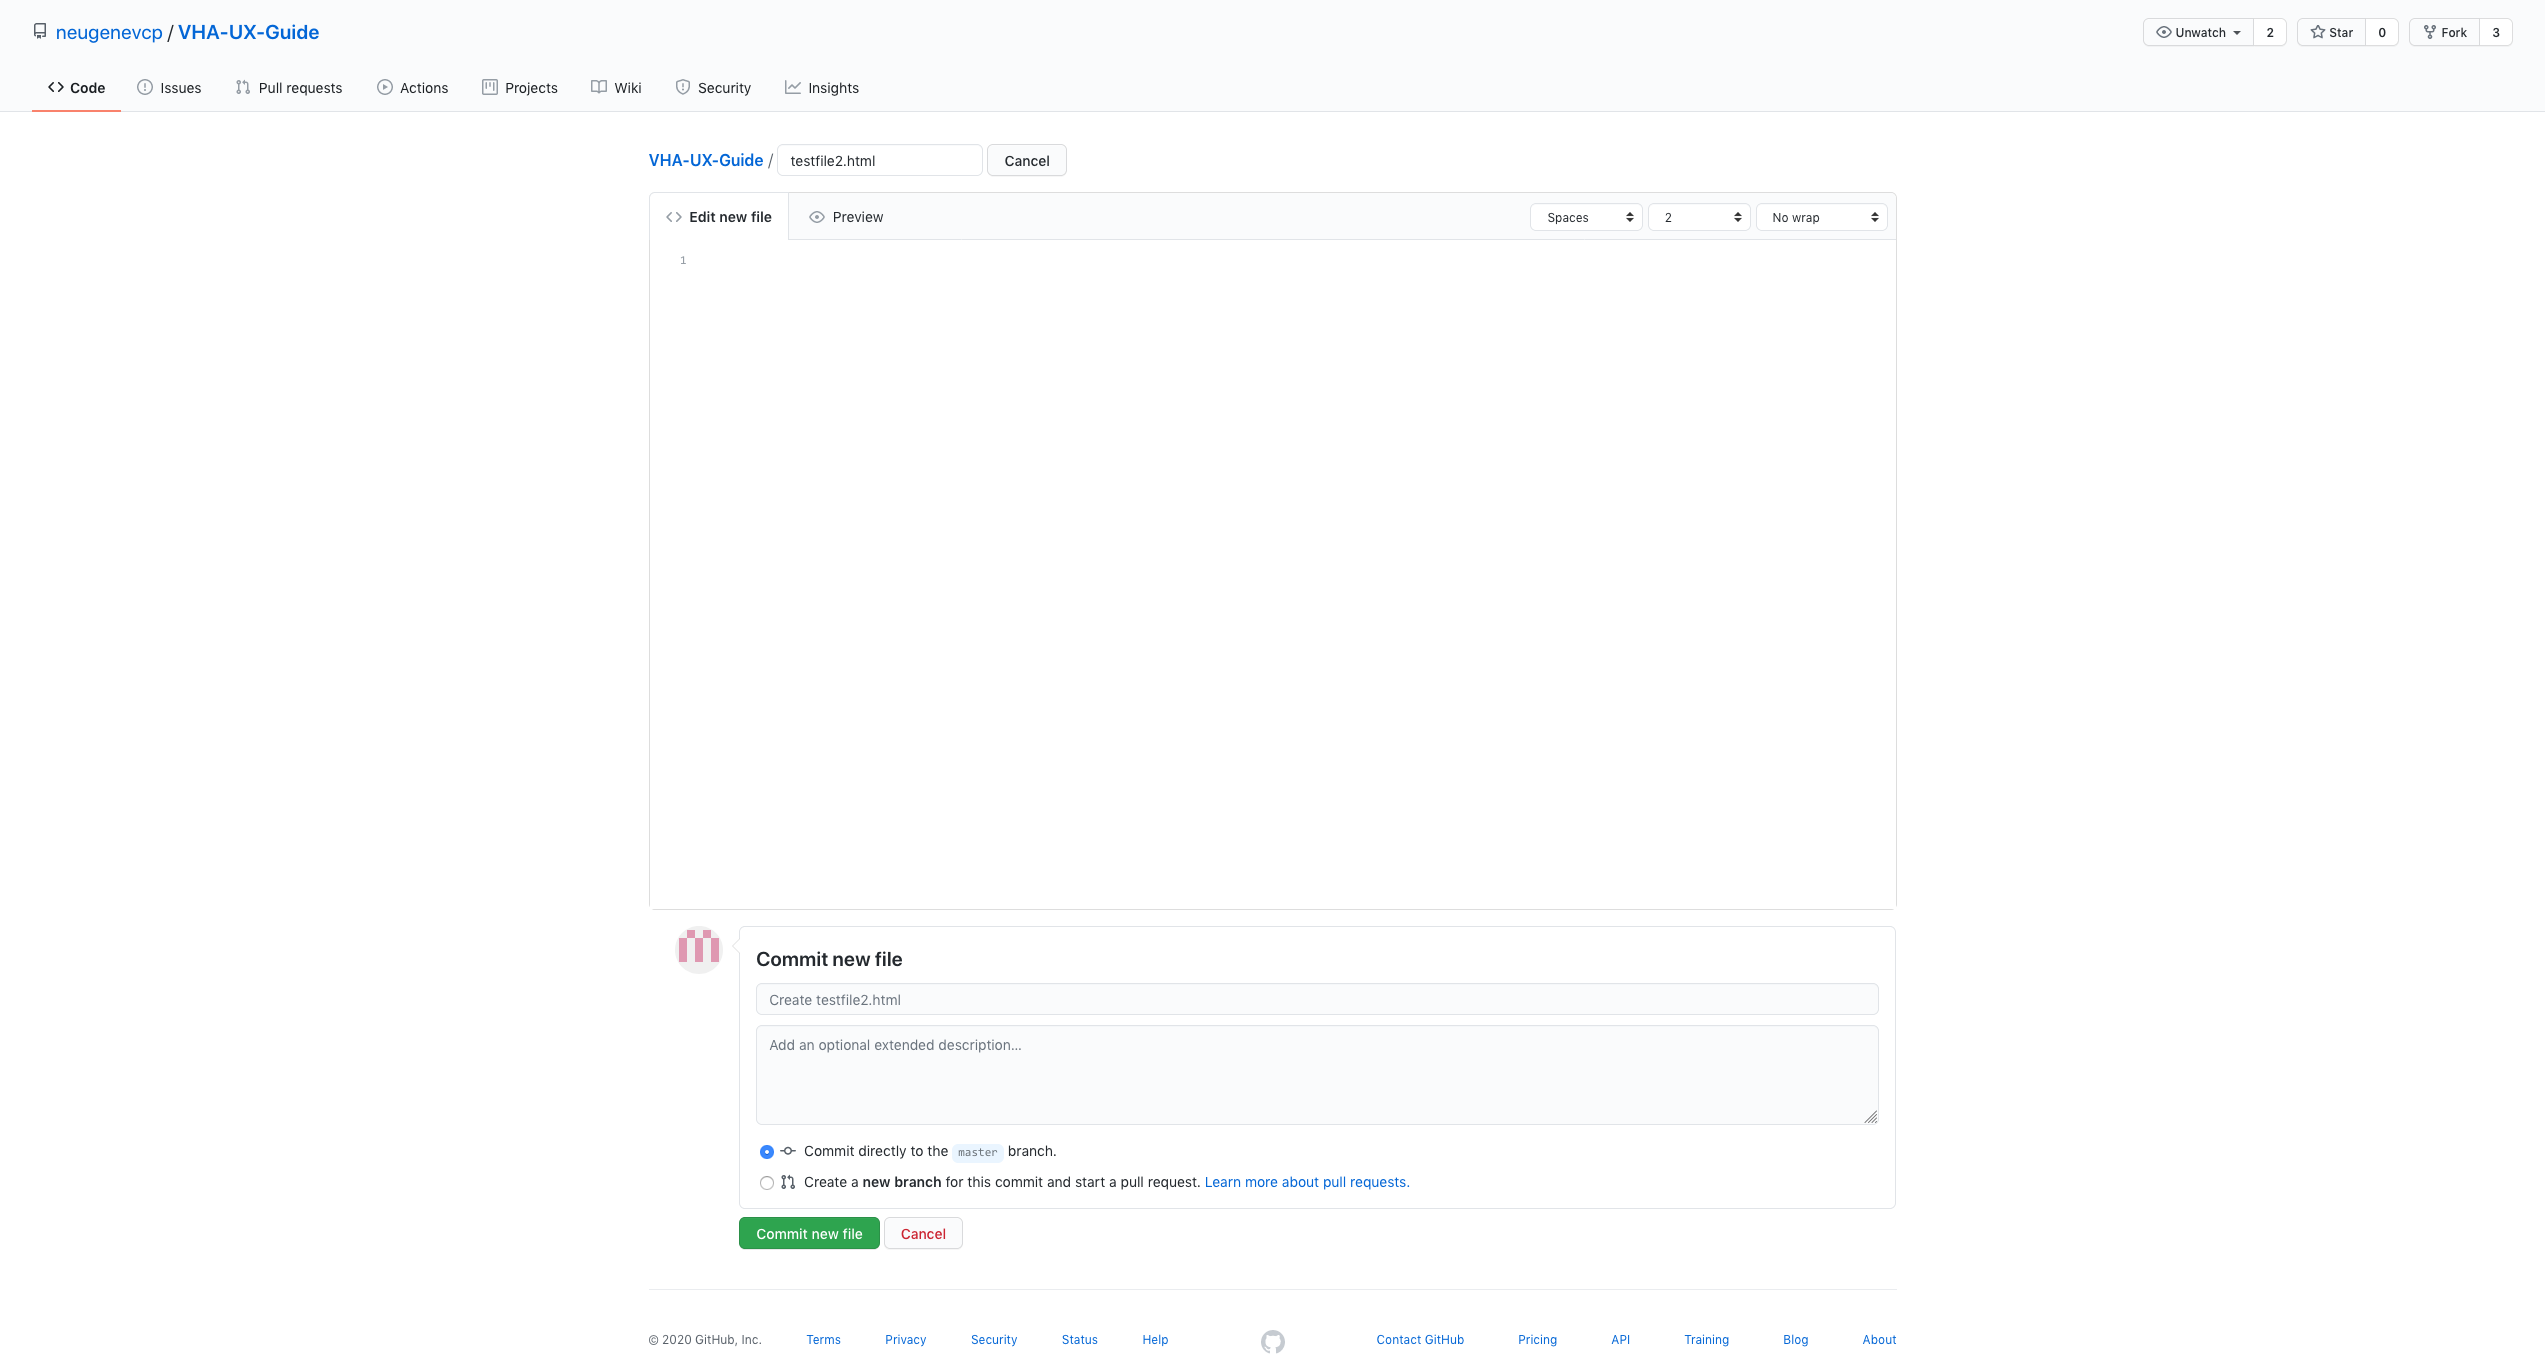 neugenevcp / VHA-UX-Guide
Unwatch 2 Star 0 Fork 3
Code Issues Pull requests Actions Projects Wiki Security Insights
VHA-UX-Guide / testfile2.html Cancel
Edit new file Preview Spaces 2 No wrap
1
Commit new file
Create testfile2.html
Add an optional extended description...
Commit directly to the master branch.
Create a new branch for this commit and start a pull request. Learn more about pull requests.
Commit new file Cancel
© 2020 GitHub, Inc. Terms Privacy Security Status Help Contact GitHub Pricing API Training Blog About